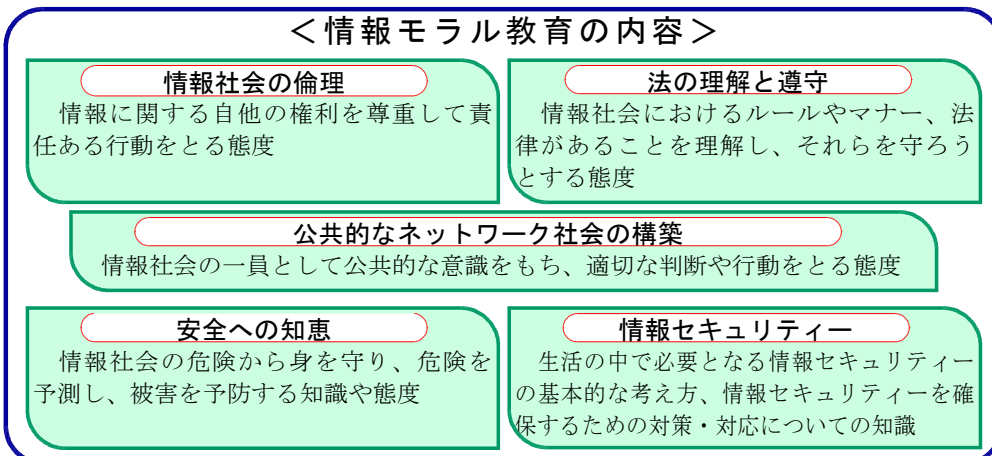 ＜情報モラル教育の内容＞
情報社会の倫理
情報に関する自他の権利を尊重して責
任ある行動をとる態度
法の理解と遵守
情報社会におけるルールやマナー、法
律があることを理解し、それらを守ろう
とする態度
公共的なネットワーク社会の構築
情報社会の一員として公共的な意識をもち、適切な判断や行動をとる態度
安全への知恵
情報社会の危険から身を守り、危険を
予測し、被害を予防する知識や態度
情報セキュリティー
生活の中で必要となる情報セキュリティー
の基本的な考え方、情報セキュリティーを確
保するための対策・対応についての知識